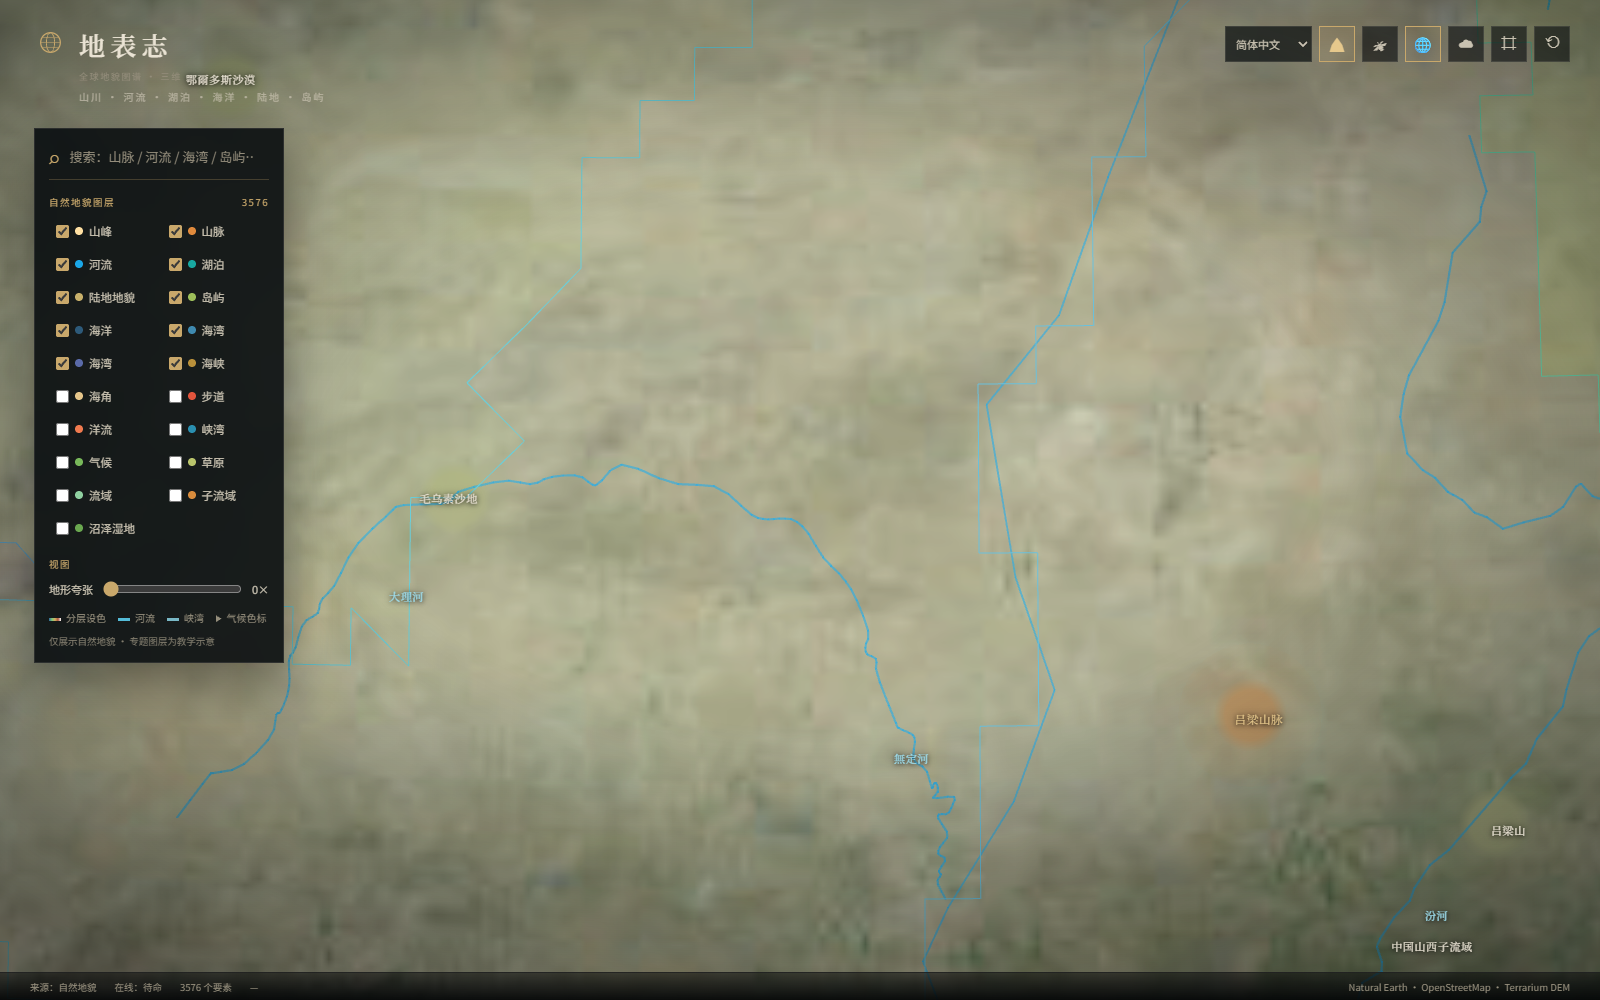 地表志
全球地貌图谱 · 三维
鄂爾多斯沙漠
山川 · 河流 · 湖泊 · 海洋 · 陆地 · 岛屿
简体中文
搜索：山脉 / 河流 / 海湾 / 岛屿··
自然地貌图层 3576
山峰 山脉
河流 湖泊
陆地地貌 岛屿
海洋 海湾
海湾 海峡
海角 步道
洋流 峡湾
气候 草原
流域 子流域
沼泽湿地
视图
地形夸张 0×
分层设色 河流 峡湾 气候色标
仅展示自然地貌 · 专题图层为教学示意
毛乌素沙地
大理河
無定河
吕梁山脉
吕梁山
汾河
中国山西子流域
来源：自然地貌 在线：待命 3576 个要素 —
Natural Earth · OpenStreetMap · Terrarium DEM